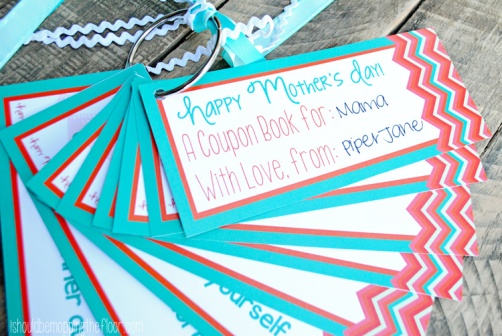 happy Mother's day!
A Coupon Book for: Mama
With Love, from: PiperJane
yourself
ishouldbemoppingthefloor.com